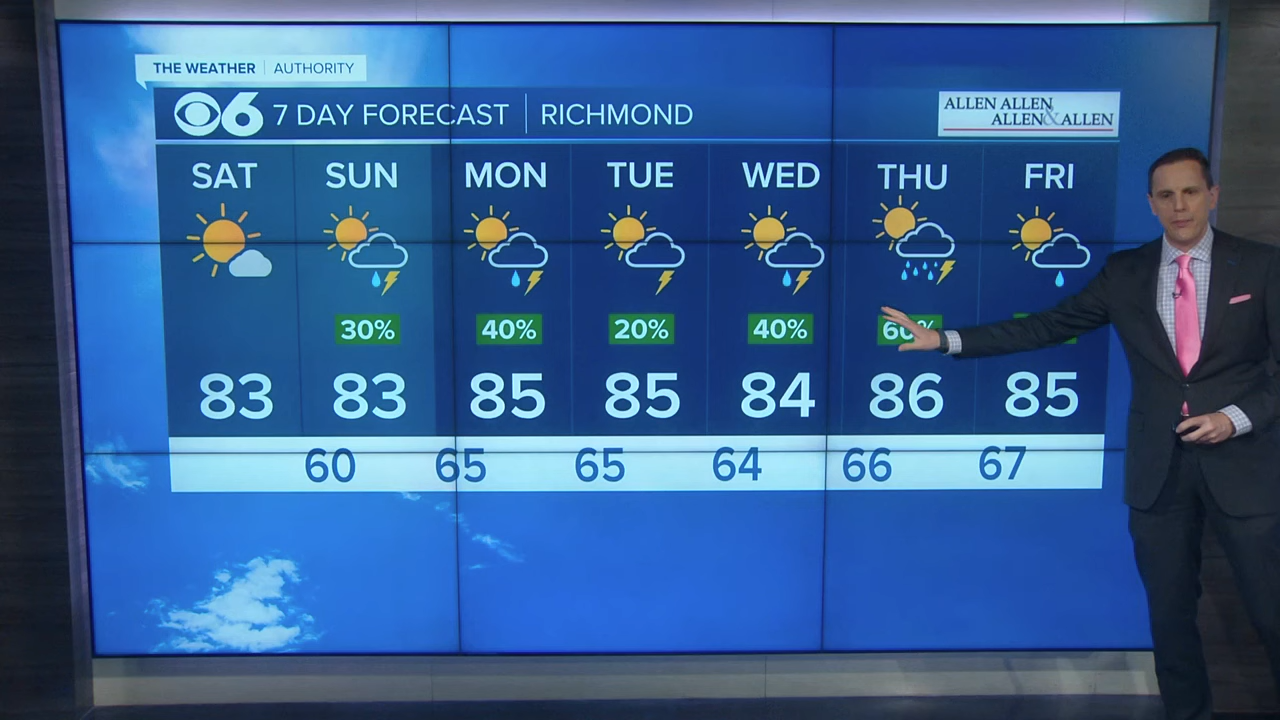 THE WEATHER | AUTHORITY
6 7 DAY FORECAST | RICHMOND
ALLEN ALLEN
ALLEN & ALLEN
SAT SUN MON TUE WED THU FRI
30% 40% 20% 40% 60%
83 83 85 85 84 86 85
60 65 65 64 66 67